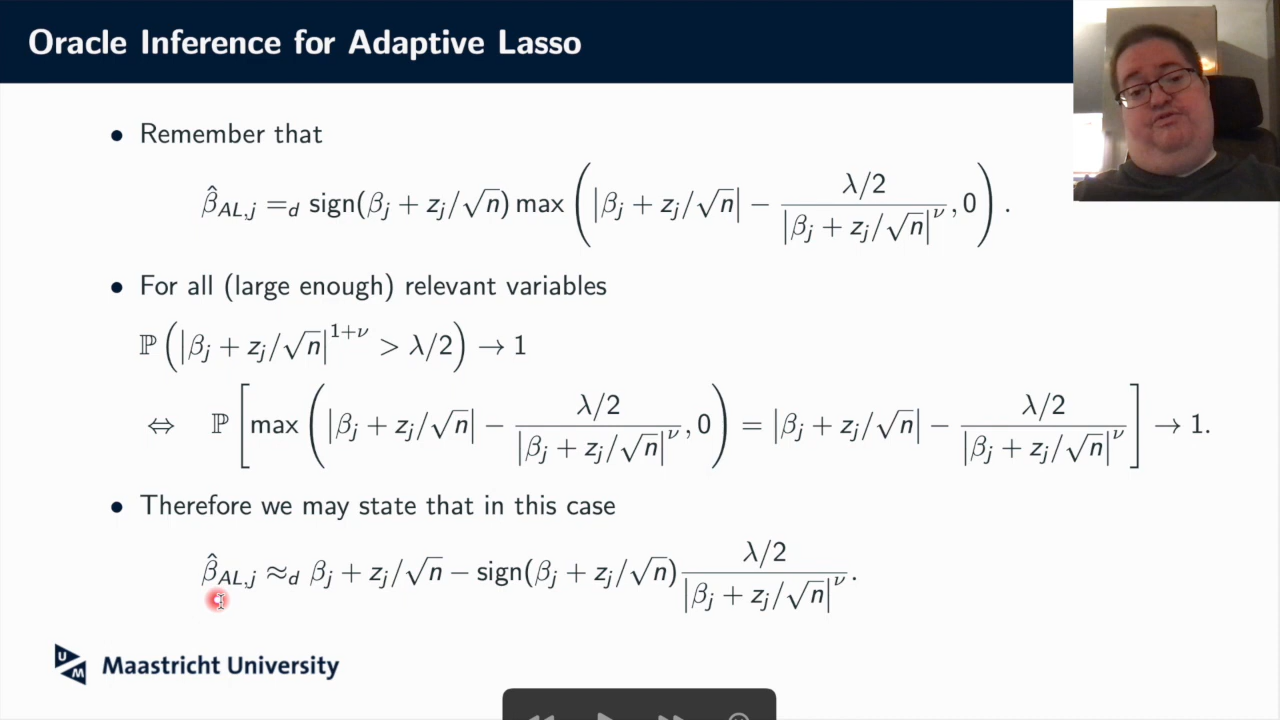 Oracle Inference for Adaptive Lasso
• Remember that
β̂_{AL,j} =_d sign(β_j + z_j/√n) max( |β_j + z_j/√n| − (λ/2)/(|β_j + z_j/√n|^ν), 0 ).
• For all (large enough) relevant variables
ℙ( |β_j + z_j/√n|^{1+ν} > λ/2 ) → 1
⇔ ℙ[ max( |β_j + z_j/√n| − (λ/2)/(|β_j + z_j/√n|^ν), 0 ) = |β_j + z_j/√n| − (λ/2)/(|β_j + z_j/√n|^ν) ] → 1.
• Therefore we may state that in this case
β̂_{AL,j} ≈_d β_j + z_j/√n − sign(β_j + z_j/√n) (λ/2)/(|β_j + z_j/√n|^ν).
UM Maastricht University